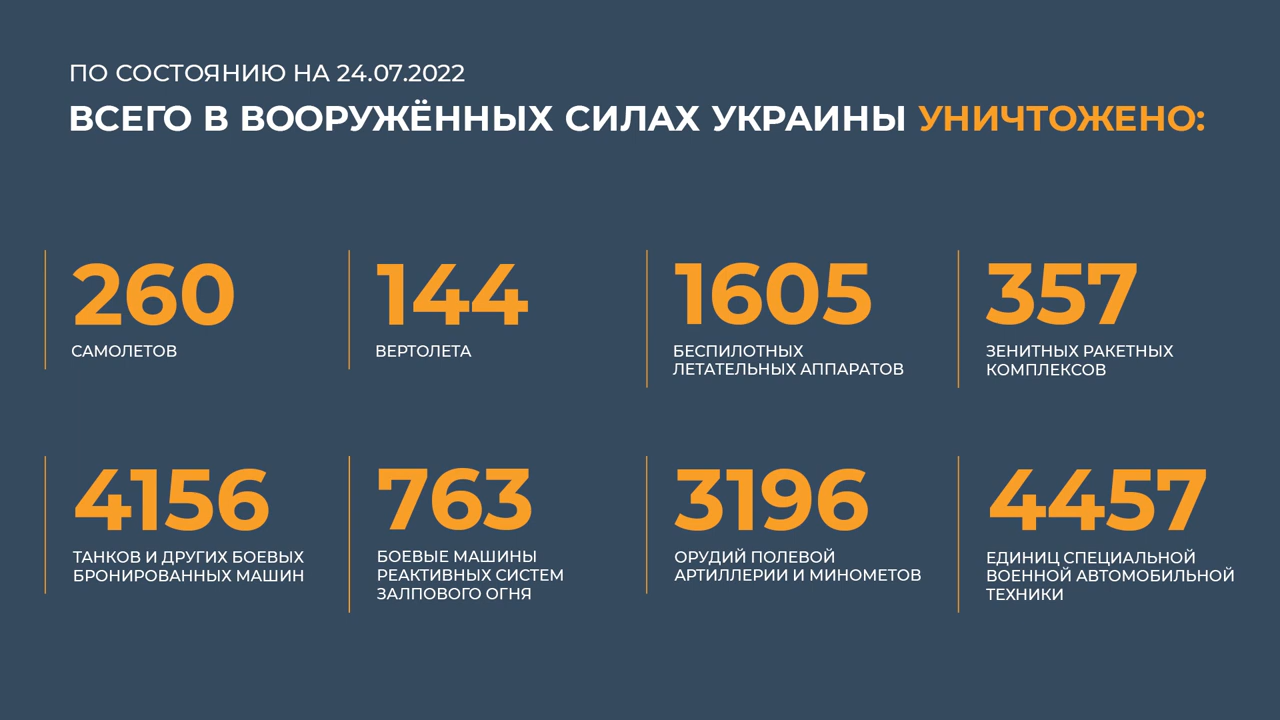 ПО СОСТОЯНИЮ НА 24.07.2022
ВСЕГО В ВООРУЖЁННЫХ СИЛАХ УКРАИНЫ УНИЧТОЖЕНО:
260
САМОЛЕТОВ
144
ВЕРТОЛЕТА
1605
БЕСПИЛОТНЫХ
ЛЕТАТЕЛЬНЫХ АППАРАТОВ
357
ЗЕНИТНЫХ РАКЕТНЫХ
КОМПЛЕКСОВ
4156
ТАНКОВ И ДРУГИХ БОЕВЫХ
БРОНИРОВАННЫХ МАШИН
763
БОЕВЫЕ МАШИНЫ
РЕАКТИВНЫХ СИСТЕМ
ЗАЛПОВОГО ОГНЯ
3196
ОРУДИЙ ПОЛЕВОЙ
АРТИЛЛЕРИИ И МИНОМЕТОВ
4457
ЕДИНИЦ СПЕЦИАЛЬНОЙ
ВОЕННОЙ АВТОМОБИЛЬНОЙ
ТЕХНИКИ